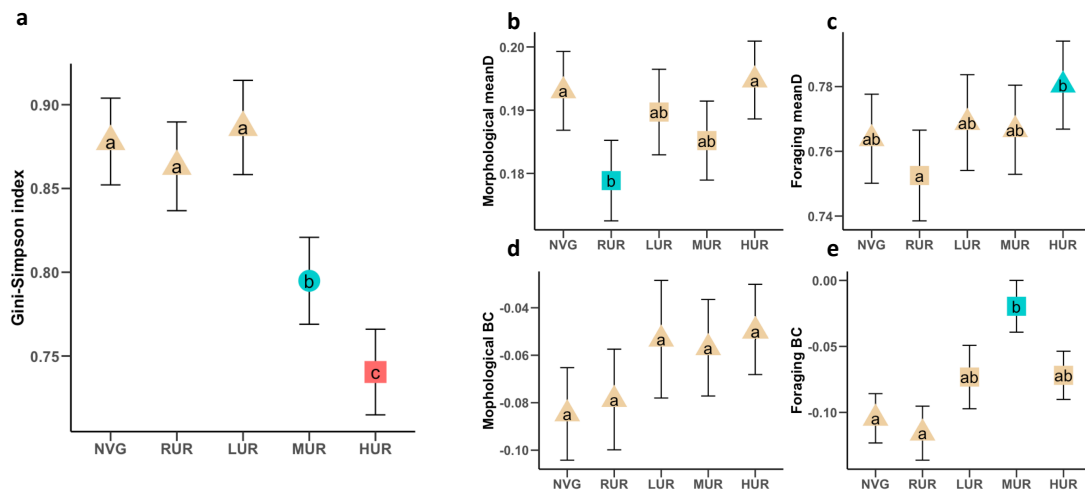 a
Gini-Simpson index
0.90
0.85
0.80
0.75
a
a
a
b
c
NVG RUR LUR MUR HUR
b
Morphological meanD
0.20
0.19
0.18
a
b
ab
ab
a
NVG RUR LUR MUR HUR
c
Foraging meanD
0.78
0.76
0.74
ab
a
ab
ab
b
NVG RUR LUR MUR HUR
d
Mophological BC
-0.04
-0.06
-0.08
-0.10
a
a
a
a
a
NVG RUR LUR MUR HUR
e
Foraging BC
0.00
-0.05
-0.10
a
a
ab
b
ab
NVG RUR LUR MUR HUR